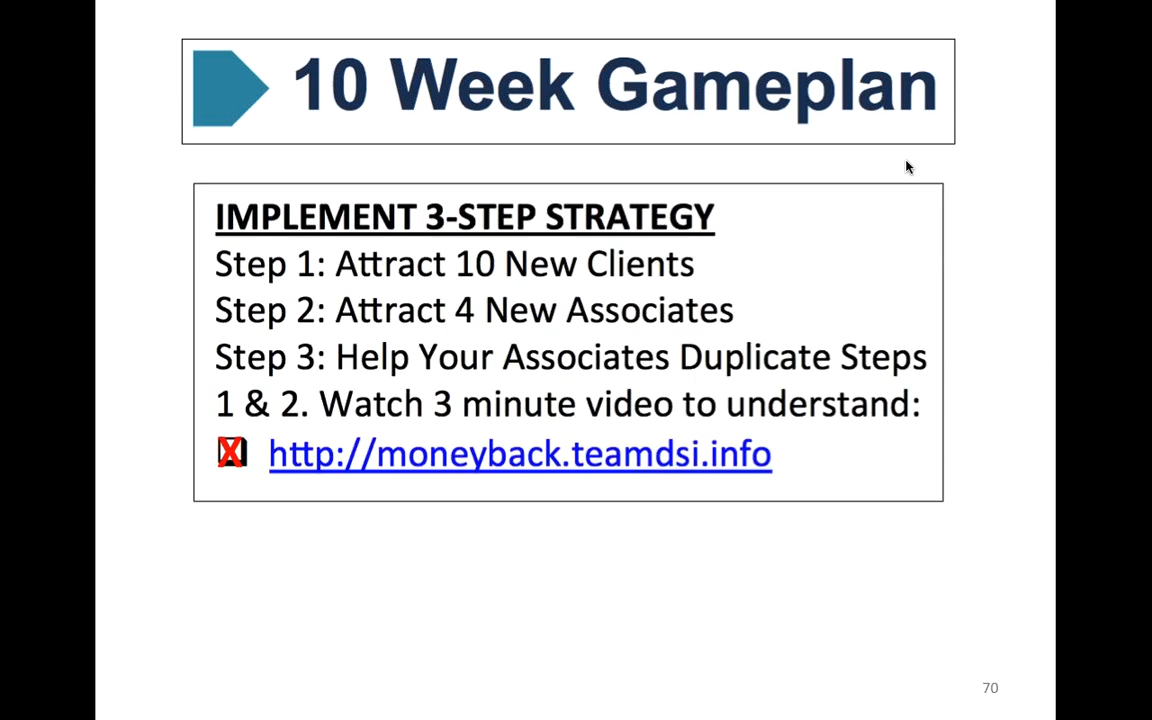 10 Week Gameplan
IMPLEMENT 3-STEP STRATEGY
Step 1: Attract 10 New Clients
Step 2: Attract 4 New Associates
Step 3: Help Your Associates Duplicate Steps
1 & 2. Watch 3 minute video to understand:
http://moneyback.teamdsi.info
70